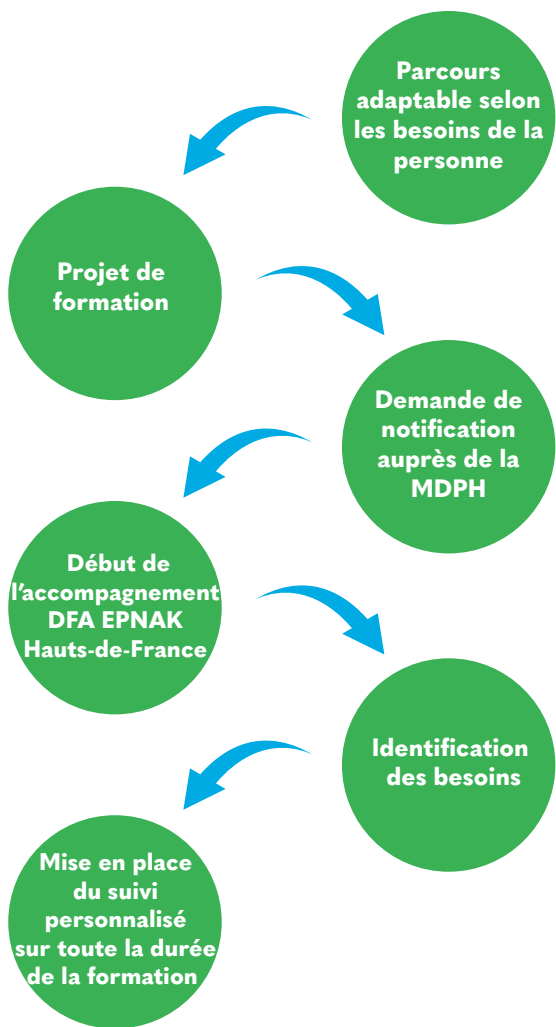 Parcours
adaptable selon
les besoins de la
personne
Projet de
formation
Demande de
notification
auprès de la
MDPH
Début de
l'accompagnement
DFA EPNAK
Hauts-de-France
Identification
des besoins
Mise en place
du suivi
personnalisé
sur toute la durée
de la formation